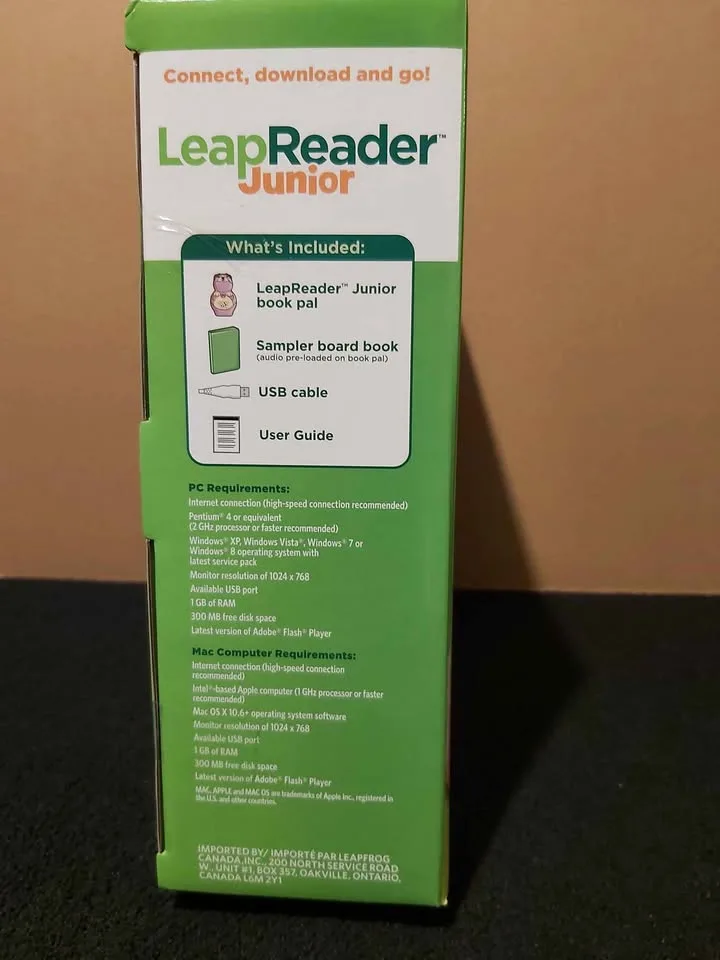 Connect, download and go!
LeapReader™
Junior
What's Included:
LeapReader™ Junior
book pal
Sampler board book
(audio pre-loaded on book pal)
USB cable
User Guide
PC Requirements:
Internet connection (high-speed connection recommended)
Pentium® 4 or equivalent
(2 GHz processor or faster recommended)
Windows® XP, Windows Vista®, Windows® 7 or
Windows® 8 operating system with
latest service pack
Monitor resolution of 1024 x 768
Available USB port
1 GB of RAM
300 MB free disk space
Latest version of Adobe® Flash® Player
Mac Computer Requirements:
Internet connection (high-speed connection
recommended)
Intel®-based Apple computer (1 GHz processor or faster
recommended)
Mac OS X 10.6+ operating system software
Monitor resolution of 1024 x 768
Available USB port
1 GB of RAM
300 MB free disk space
Latest version of Adobe® Flash® Player
MAC, APPLE and MAC OS are trademarks of Apple Inc., registered in
the U.S. and other countries.
IMPORTED BY/ IMPORTÉ PAR LEAPFROG
CANADA,INC., 200 NORTH SERVICE ROAD
W., UNIT #1, BOX 357, OAKVILLE, ONTARIO,
CANADA L6M 2Y1